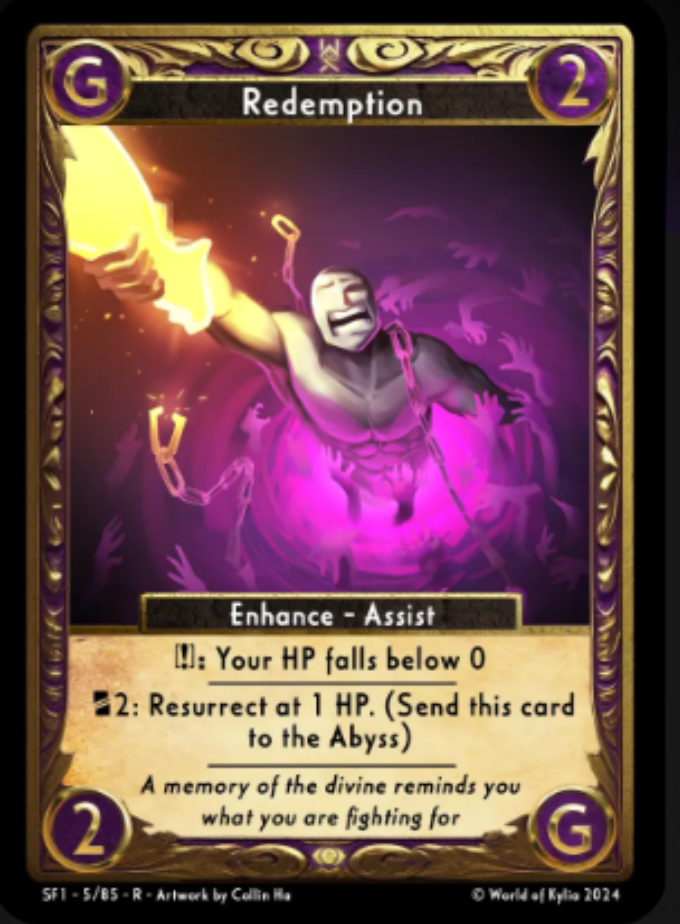 G
2
Redemption
Enhance - Assist
!: Your HP falls below 0
2: Resurrect at 1 HP. (Send this card
to the Abyss)
A memory of the divine reminds you
what you are fighting for
2
G
SF1 - 5/85 - R - Artwork by Collin Ha
© World of Kylia 2024